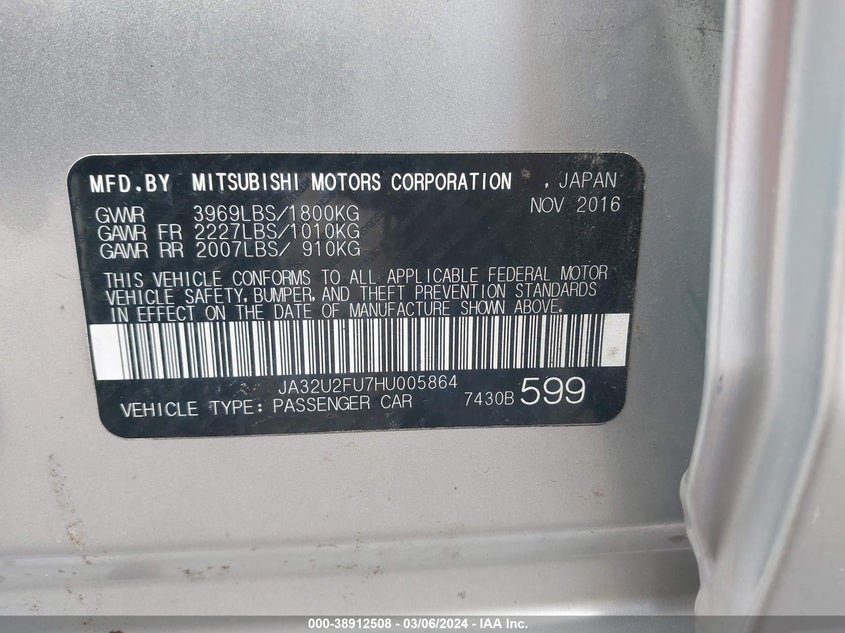 MFD.BY MITSUBISHI MOTORS CORPORATION , JAPAN
NOV 2016
GVWR 3969LBS/1800KG
GAWR FR 2227LBS/1010KG
GAWR RR 2007LBS/ 910KG
THIS VEHICLE CONFORMS TO ALL APPLICABLE FEDERAL MOTOR
VEHICLE SAFETY, BUMPER, AND THEFT PREVENTION STANDARDS
IN EFFECT ON THE DATE OF MANUFACTURE SHOWN ABOVE.
JA32U2FU7HU005864
VEHICLE TYPE: PASSENGER CAR 7430B 599
000-38912508 - 03/06/2024 - IAA Inc.